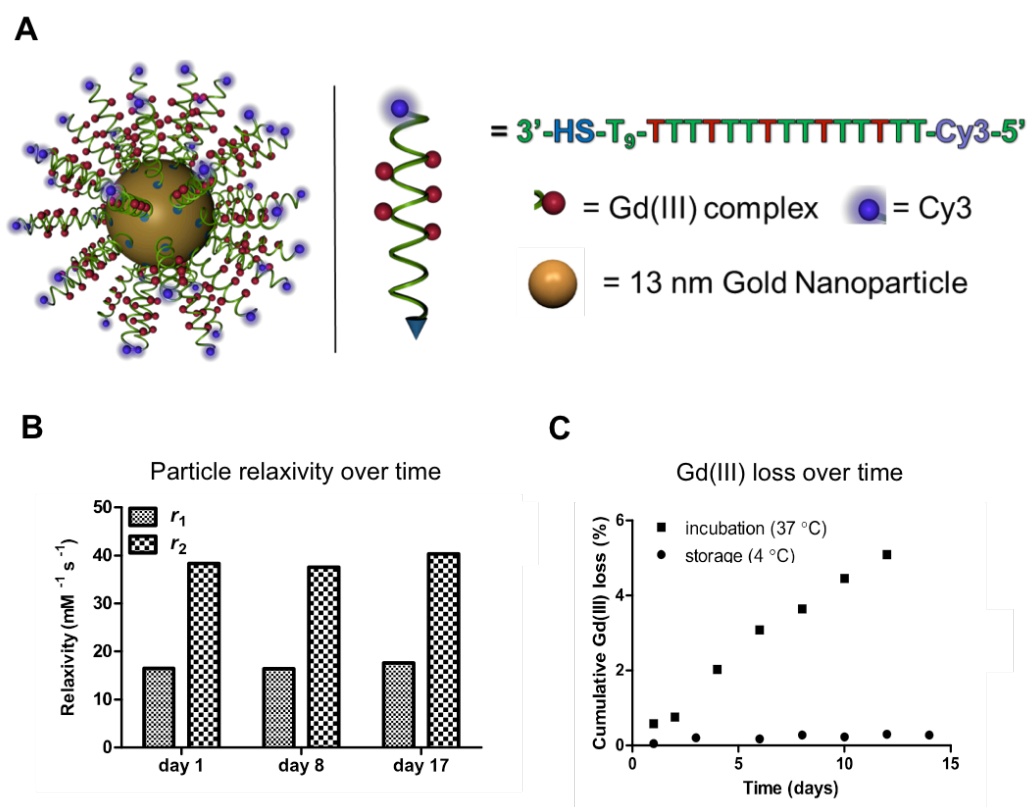 A
= 3'-HS-T₉-TTTTTTTTTTTTTTT-Cy3-5'
= Gd(III) complex
= Cy3
= 13 nm Gold Nanoparticle
B
Particle relaxivity over time
r₁
r₂
Relaxivity (mM⁻¹ s⁻¹)
50
40
30
20
10
0
day 1
day 8
day 17
C
Gd(III) loss over time
incubation (37 °C)
storage (4 °C)
Cumulative Gd(III) loss (%)
6
4
2
0
0
5
10
15
Time (days)